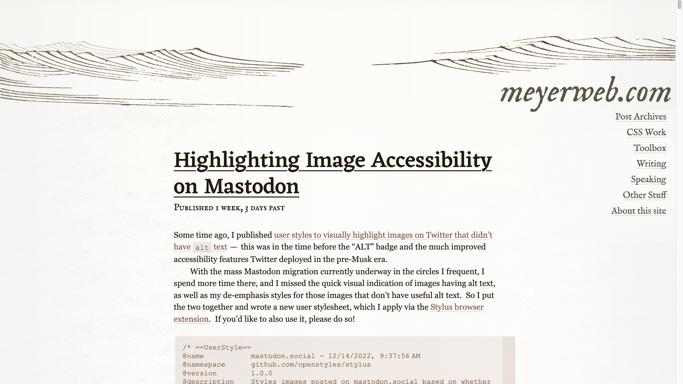 meyerweb.com
Post Archives
CSS Work
Toolbox
Writing
Speaking
Other Stuff
About this site
Highlighting Image Accessibility
on Mastodon
Published 1 week, 3 days past
Some time ago, I published user styles to visually highlight images on Twitter that didn’t
have alt text — this was in the time before the “ALT” badge and the much improved
accessibility features Twitter deployed in the pre-Musk era.
With the mass Mastodon migration currently underway in the circles I frequent, I
spend more time there, and I missed the quick visual indication of images having alt text,
as well as my de-emphasis styles for those images that don’t have useful alt text. So I put
the two together and wrote a new user stylesheet, which I apply via the Stylus browser
extension. If you’d like to also use it, please do so!
/* ==UserStyle==
@name mastodon.social - 12/14/2022, 9:37:56 AM
@namespace github.com/openstyles/stylus
@version 1.0.0
@description Styles images posted on mastodon.social based on whether